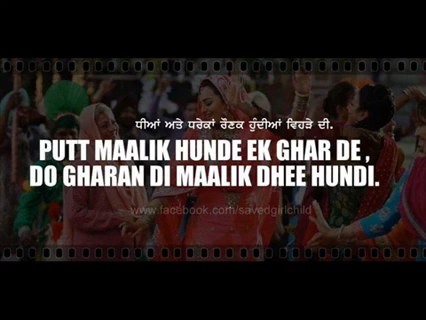 ਧੀਆਂ ਅਤੇ ਧਰੇਕਾਂ ਰੌਣਕ ਹੁੰਦੀਆਂ ਵਿਹੜੇ ਦੀ.
PUTT MAALIK HUNDE EK GHAR DE ,
DO GHARAN DI MAALIK DHEE HUNDI.
www.facebook.com/savedgirlchild